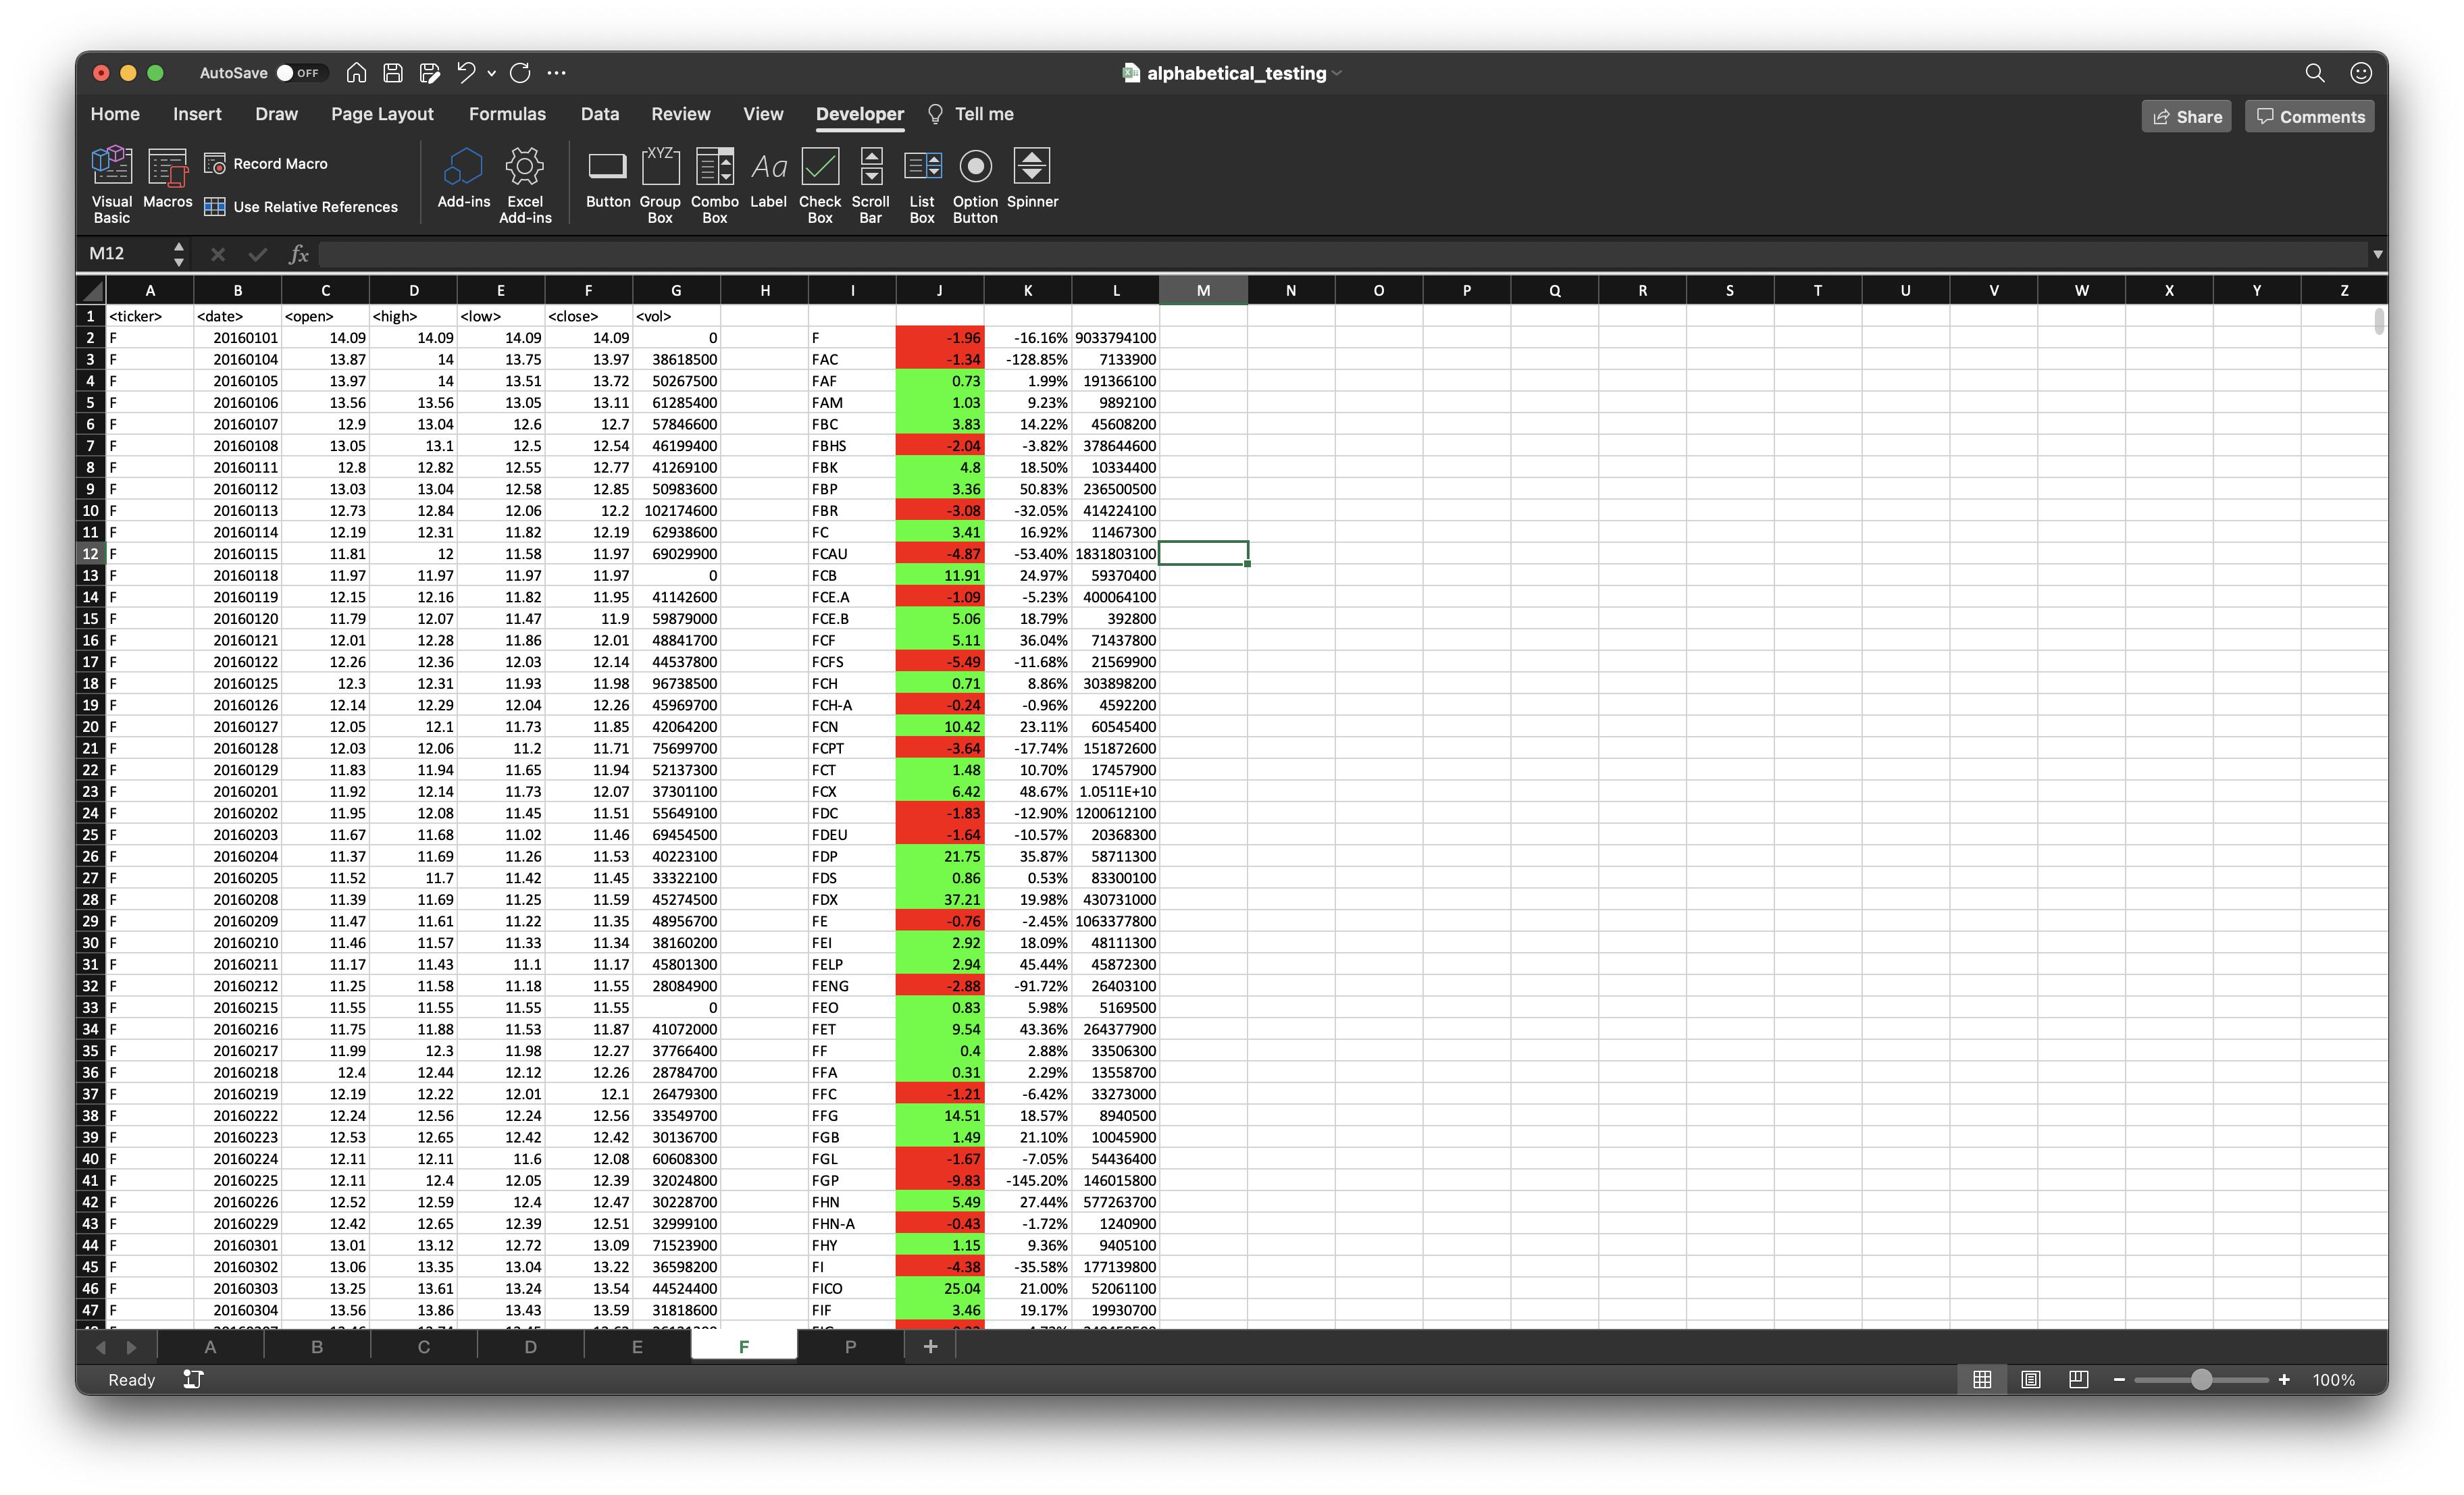 AutoSave OFF alphabetical_testing
Home Insert Draw Page Layout Formulas Data Review View Developer Tell me Share Comments
Visual Basic Macros Record Macro Use Relative References Add-ins Excel Add-ins Button XYZ Group Box Combo Box Aa Label Check Box Scroll Bar List Box Option Button Spinner
M12 fx
A B C D E F G H I J K L M N O P Q R S T U V W X Y Z
1 <ticker> <date> <open> <high> <low> <close> <vol>
2 F 20160101 14.09 14.09 14.09 14.09 0 F -1.96 -16.16% 9033794100
3 F 20160104 13.87 14 13.75 13.97 38618500 FAC -1.34 -128.85% 7133900
4 F 20160105 13.97 14 13.51 13.72 50267500 FAF 0.73 1.99% 191366100
5 F 20160106 13.56 13.56 13.05 13.11 61285400 FAM 1.03 9.23% 9892100
6 F 20160107 12.9 13.04 12.6 12.7 57846600 FBC 3.83 14.22% 45608200
7 F 20160108 13.05 13.1 12.5 12.54 46199400 FBHS -2.04 -3.82% 378644600
8 F 20160111 12.8 12.82 12.55 12.77 41269100 FBK 4.8 18.50% 10334400
9 F 20160112 13.03 13.04 12.58 12.85 50983600 FBP 3.36 50.83% 236500500
10 F 20160113 12.73 12.84 12.06 12.2 102174600 FBR -3.08 -32.05% 414224100
11 F 20160114 12.19 12.31 11.82 12.19 62938600 FC 3.41 16.92% 11467300
12 F 20160115 11.81 12 11.58 11.97 69029900 FCAU -4.87 -53.40% 1831803100
13 F 20160118 11.97 11.97 11.97 11.97 0 FCB 11.91 24.97% 59370400
14 F 20160119 12.15 12.16 11.82 11.95 41142600 FCE.A -1.09 -5.23% 400064100
15 F 20160120 11.79 12.07 11.47 11.9 59879000 FCE.B 5.06 18.79% 392800
16 F 20160121 12.01 12.28 11.86 12.01 48841700 FCF 5.11 36.04% 71437800
17 F 20160122 12.26 12.36 12.03 12.14 44537800 FCFS -5.49 -11.68% 21569900
18 F 20160125 12.3 12.31 11.93 11.98 96738500 FCH 0.71 8.86% 303898200
19 F 20160126 12.14 12.29 12.04 12.26 45969700 FCH-A -0.24 -0.96% 4592200
20 F 20160127 12.05 12.1 11.73 11.85 42064200 FCN 10.42 23.11% 60545400
21 F 20160128 12.03 12.06 11.2 11.71 75699700 FCPT -3.64 -17.74% 151872600
22 F 20160129 11.83 11.94 11.65 11.94 52137300 FCT 1.48 10.70% 17457900
23 F 20160201 11.92 12.14 11.73 12.07 37301100 FCX 6.42 48.67% 1.0511E+10
24 F 20160202 11.95 12.08 11.45 11.51 55649100 FDC -1.83 -12.90% 1200612100
25 F 20160203 11.67 11.68 11.02 11.46 69454500 FDEU -1.64 -10.57% 20368300
26 F 20160204 11.37 11.69 11.26 11.53 40223100 FDP 21.75 35.87% 58711300
27 F 20160205 11.52 11.7 11.42 11.45 33322100 FDS 0.86 0.53% 83300100
28 F 20160208 11.39 11.69 11.25 11.59 45274500 FDX 37.21 19.98% 430731000
29 F 20160209 11.47 11.61 11.22 11.35 48956700 FE -0.76 -2.45% 1063377800
30 F 20160210 11.46 11.57 11.33 11.34 38160200 FEI 2.92 18.09% 48111300
31 F 20160211 11.17 11.43 11.1 11.17 45801300 FELP 2.94 45.44% 45872300
32 F 20160212 11.25 11.58 11.18 11.55 28084900 FENG -2.88 -91.72% 26403100
33 F 20160215 11.55 11.55 11.55 11.55 0 FEO 0.83 5.98% 5169500
34 F 20160216 11.75 11.88 11.53 11.87 41072000 FET 9.54 43.36% 264377900
35 F 20160217 11.99 12.3 11.98 12.27 37766400 FF 0.4 2.88% 33506300
36 F 20160218 12.4 12.44 12.12 12.26 28784700 FFA 0.31 2.29% 13558700
37 F 20160219 12.19 12.22 12.01 12.1 26479300 FFC -1.21 -6.42% 33273000
38 F 20160222 12.24 12.56 12.24 12.56 33549700 FFG 14.51 18.57% 8940500
39 F 20160223 12.53 12.65 12.42 12.42 30136700 FGB 1.49 21.10% 10045900
40 F 20160224 12.11 12.11 11.6 12.08 60608300 FGL -1.67 -7.05% 54436400
41 F 20160225 12.11 12.4 12.05 12.39 32024800 FGP -9.83 -145.20% 146015800
42 F 20160226 12.52 12.59 12.4 12.47 30228700 FHN 5.49 27.44% 577263700
43 F 20160229 12.42 12.65 12.39 12.51 32999100 FHN-A -0.43 -1.72% 1240900
44 F 20160301 13.01 13.12 12.72 13.09 71523900 FHY 1.15 9.36% 9405100
45 F 20160302 13.06 13.35 13.04 13.22 36598200 FI -4.38 -35.58% 177139800
46 F 20160303 13.25 13.61 13.24 13.54 44524400 FICO 25.04 21.00% 52061100
47 F 20160304 13.56 13.86 13.43 13.59 31818600 FIF 3.46 19.17% 19930700
A B C D E F P +
Ready 100%